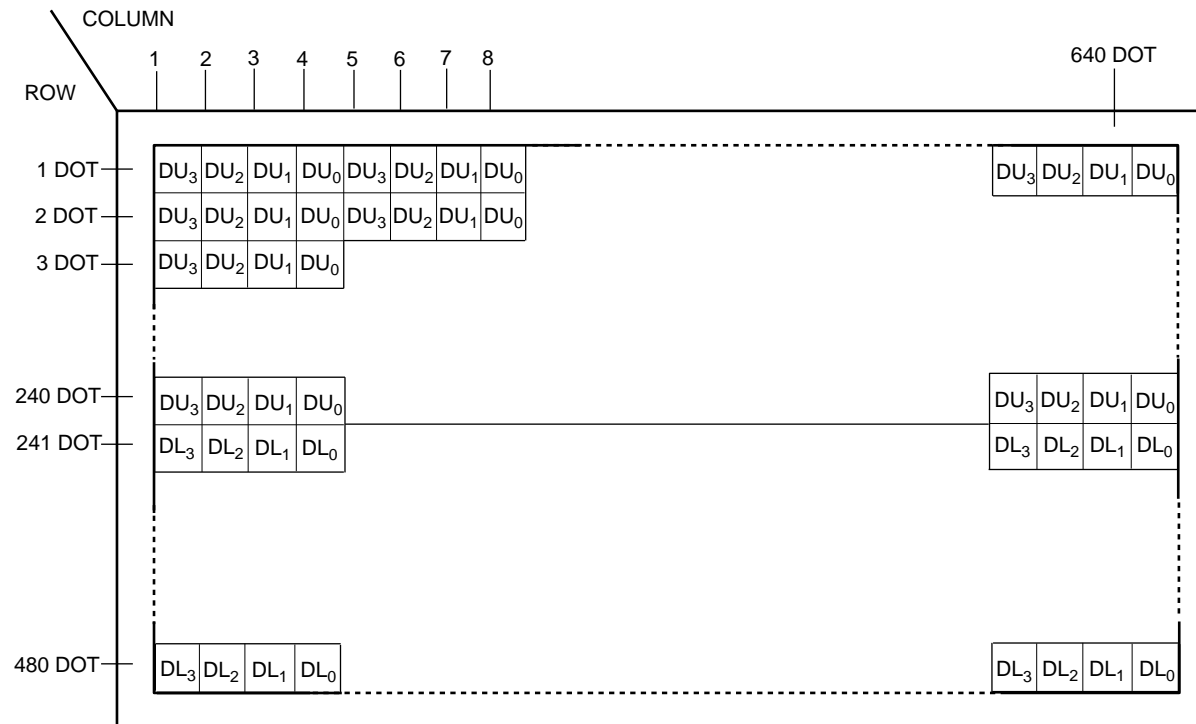 COLUMN
1 2 3 4 5 6 7 8 640 DOT
ROW
1 DOT DU3 DU2 DU1 DU0 DU3 DU2 DU1 DU0 DU3 DU2 DU1 DU0
2 DOT DU3 DU2 DU1 DU0 DU3 DU2 DU1 DU0
3 DOT DU3 DU2 DU1 DU0
240 DOT DU3 DU2 DU1 DU0 DU3 DU2 DU1 DU0
241 DOT DL3 DL2 DL1 DL0 DL3 DL2 DL1 DL0
480 DOT DL3 DL2 DL1 DL0 DL3 DL2 DL1 DL0